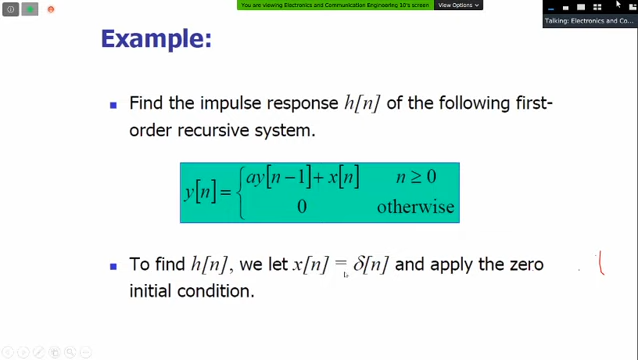 You are viewing Electronics and Communication Engineering 10's screen
View Options
Talking: Electronics and Co...
Example:
Find the impulse response h[n] of the following first-
order recursive system.
y[n] = { ay[n − 1] + x[n] n ≥ 0
0 otherwise
To find h[n], we let x[n] = δ[n] and apply the zero
initial condition.